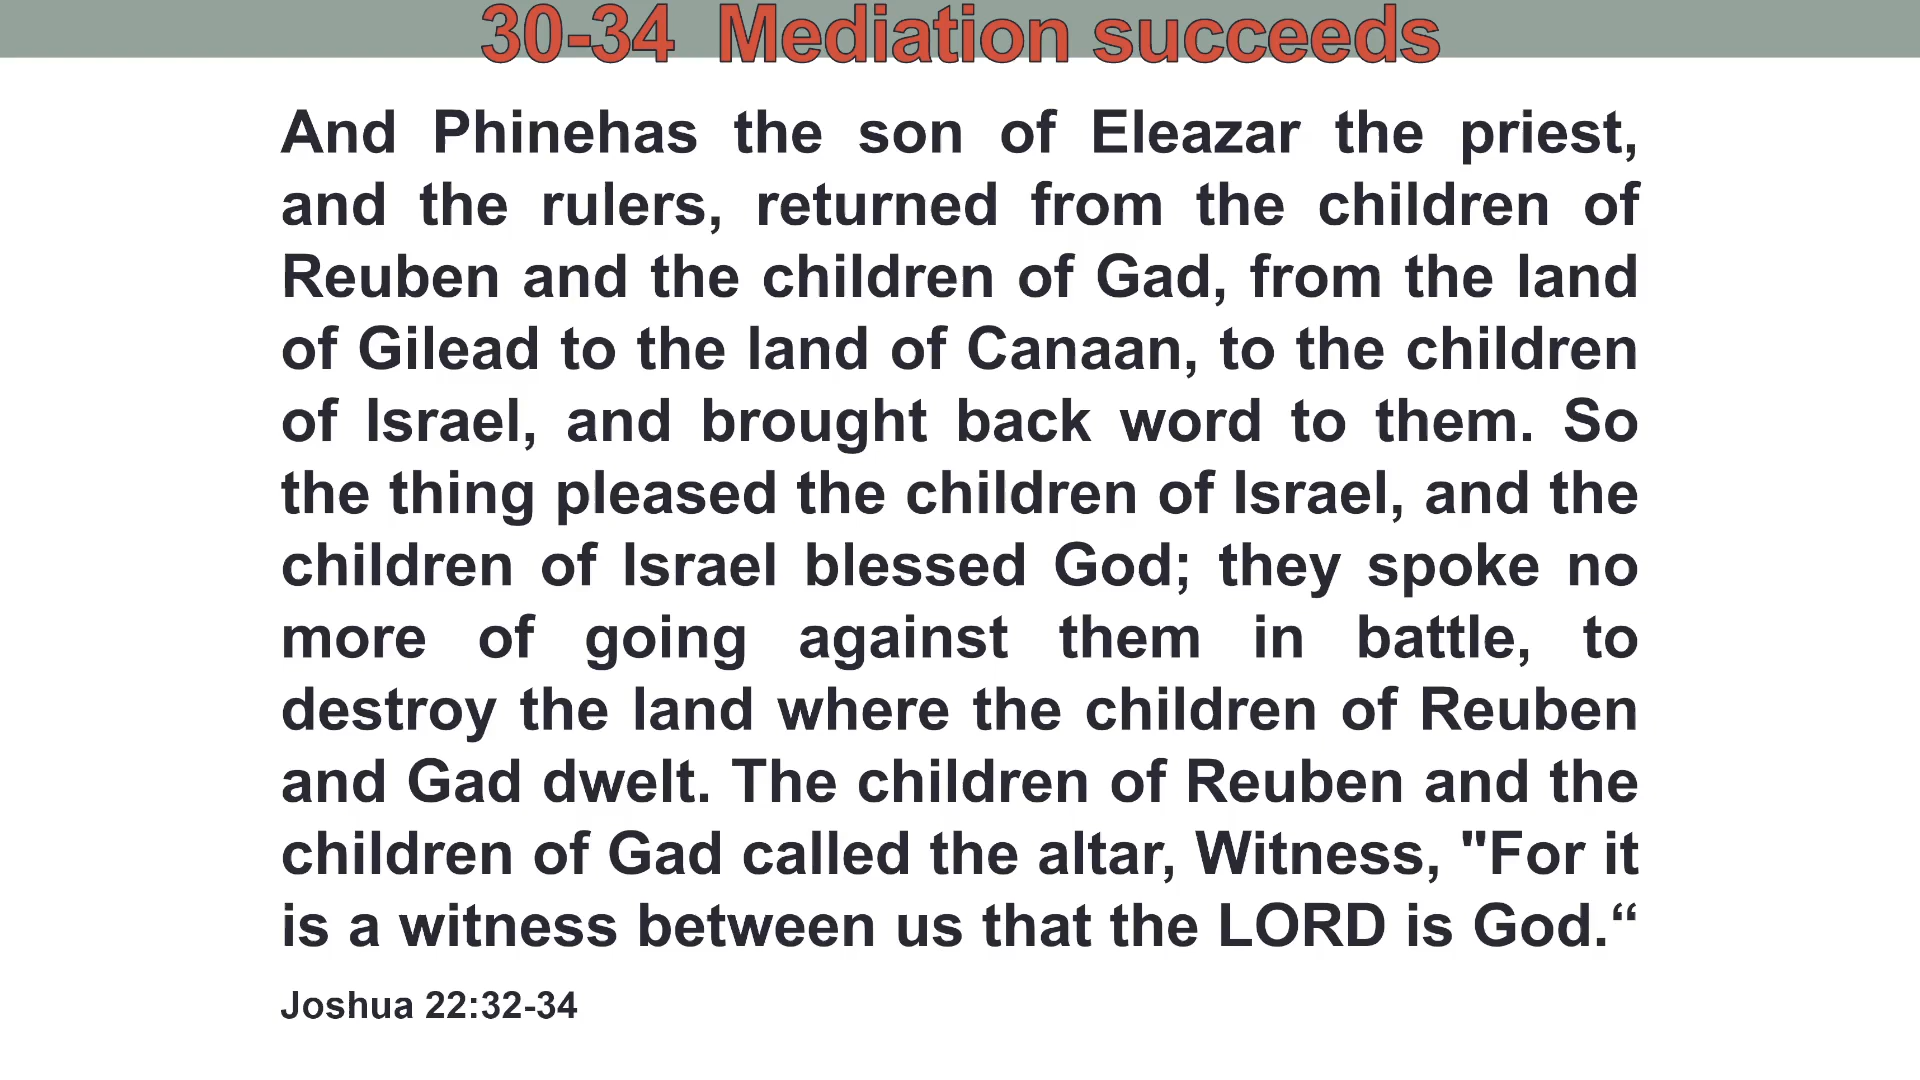 30-34 Mediation succeeds
And Phinehas the son of Eleazar the priest,
and the rulers, returned from the children of
Reuben and the children of Gad, from the land
of Gilead to the land of Canaan, to the children
of Israel, and brought back word to them. So
the thing pleased the children of Israel, and the
children of Israel blessed God; they spoke no
more of going against them in battle, to
destroy the land where the children of Reuben
and Gad dwelt. The children of Reuben and the
children of Gad called the altar, Witness, "For it
is a witness between us that the LORD is God.“
Joshua 22:32-34